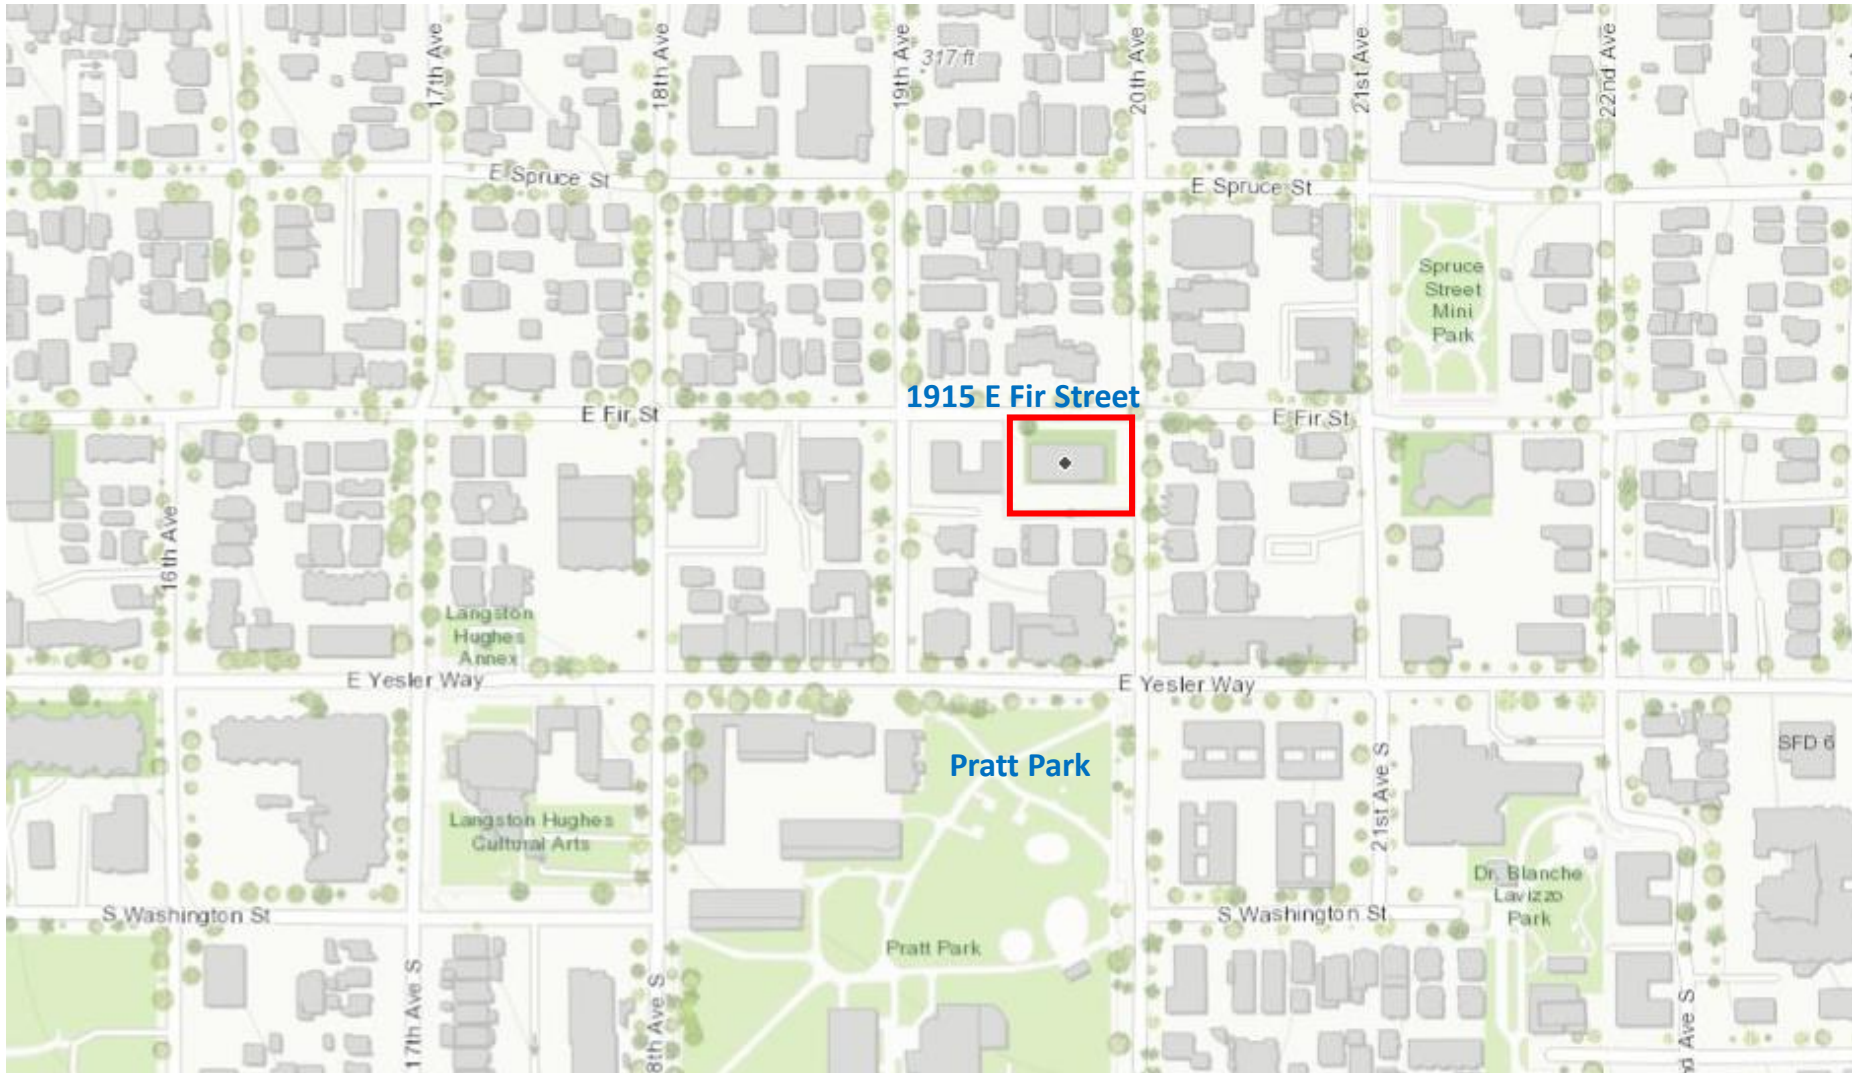 17th Ave
18th Ave
19th Ave
317 ft
20th Ave
21st Ave
22nd Ave
Ave
E Spruce St
E Spruce St
Spruce
Street
Mini
Park
1915 E Fir Street
E Fir St
E Fir St
16th Ave
Langston
Hughes
Annex
E Yesler Way
E Yesler Way
Pratt Park
SFD 6
21st Ave S
Langston Hughes
Cultural Arts
Dr. Blanche
Lavizzo
Park
S Washington St
S Washington St
Pratt Park
17th Ave S
8th Ave S
nd Ave S